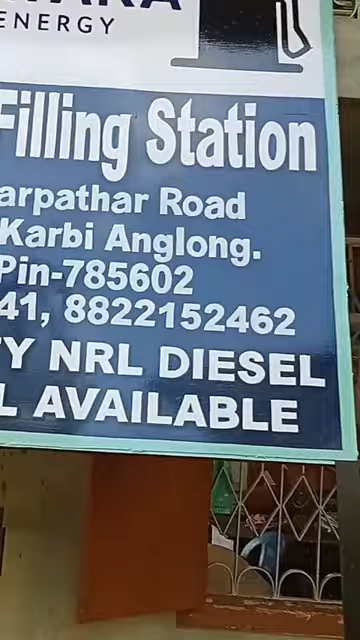 ENERGY
Filling Station
arpathar Road
Karbi Anglong.
Pin-785602
41, 8822152462
Y NRL DIESEL
L AVAILABLE